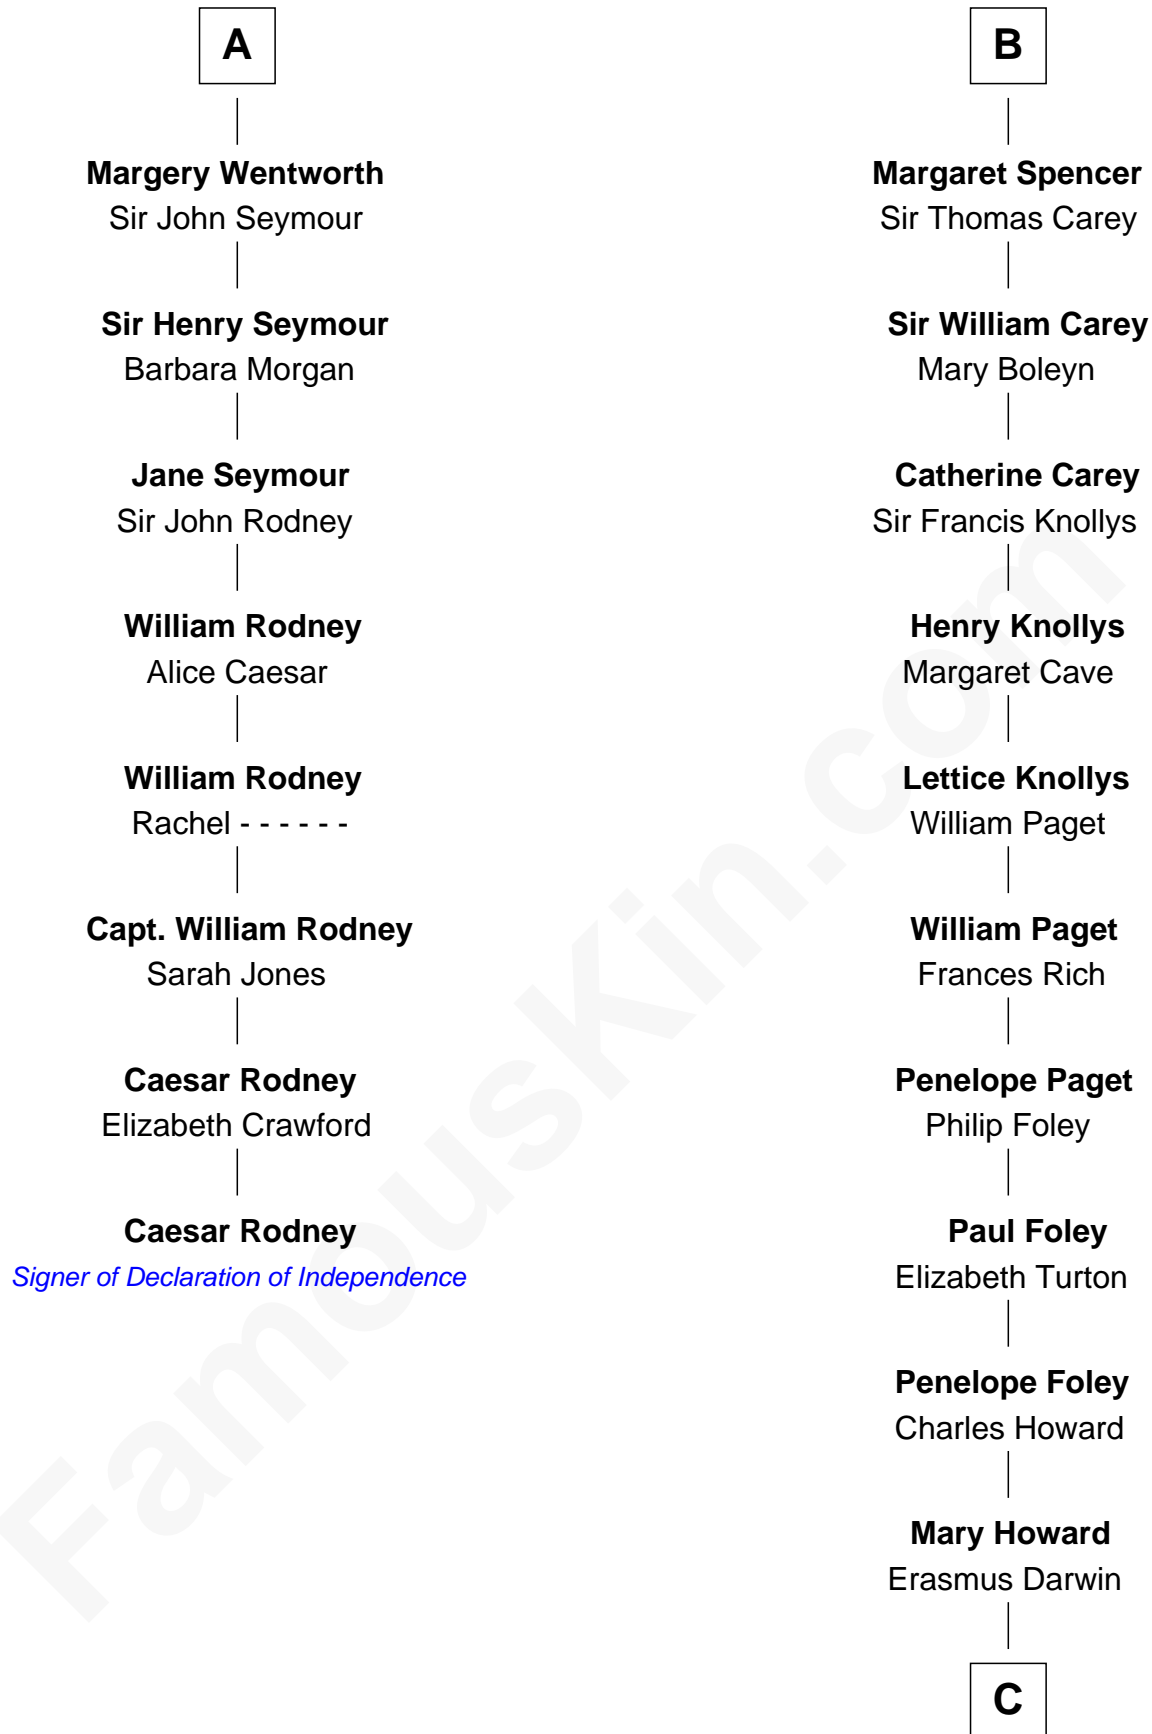 A
Margery Wentworth
Sir John Seymour
Sir Henry Seymour
Barbara Morgan
Jane Seymour
Sir John Rodney
William Rodney
Alice Caesar
William Rodney
Rachel - - - - - -
Capt. William Rodney
Sarah Jones
Caesar Rodney
Elizabeth Crawford
Caesar Rodney
Signer of Declaration of Independence
B
Margaret Spencer
Sir Thomas Carey
Sir William Carey
Mary Boleyn
Catherine Carey
Sir Francis Knollys
Henry Knollys
Margaret Cave
Lettice Knollys
William Paget
William Paget
Frances Rich
Penelope Paget
Philip Foley
Paul Foley
Elizabeth Turton
Penelope Foley
Charles Howard
Mary Howard
Erasmus Darwin
C
FamousKin.com